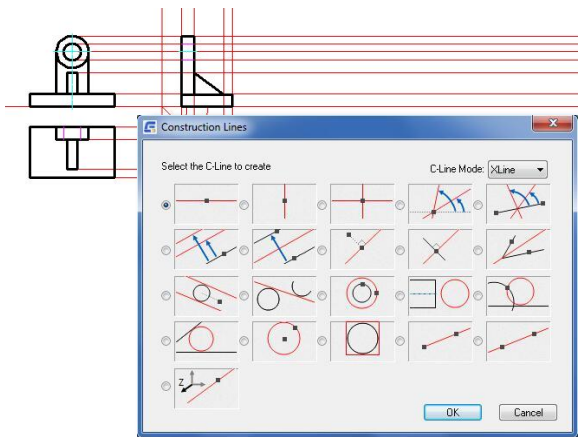 Construction Lines
Select the C-Line to create
C-Line Mode: XLine
Z
OK
Cancel